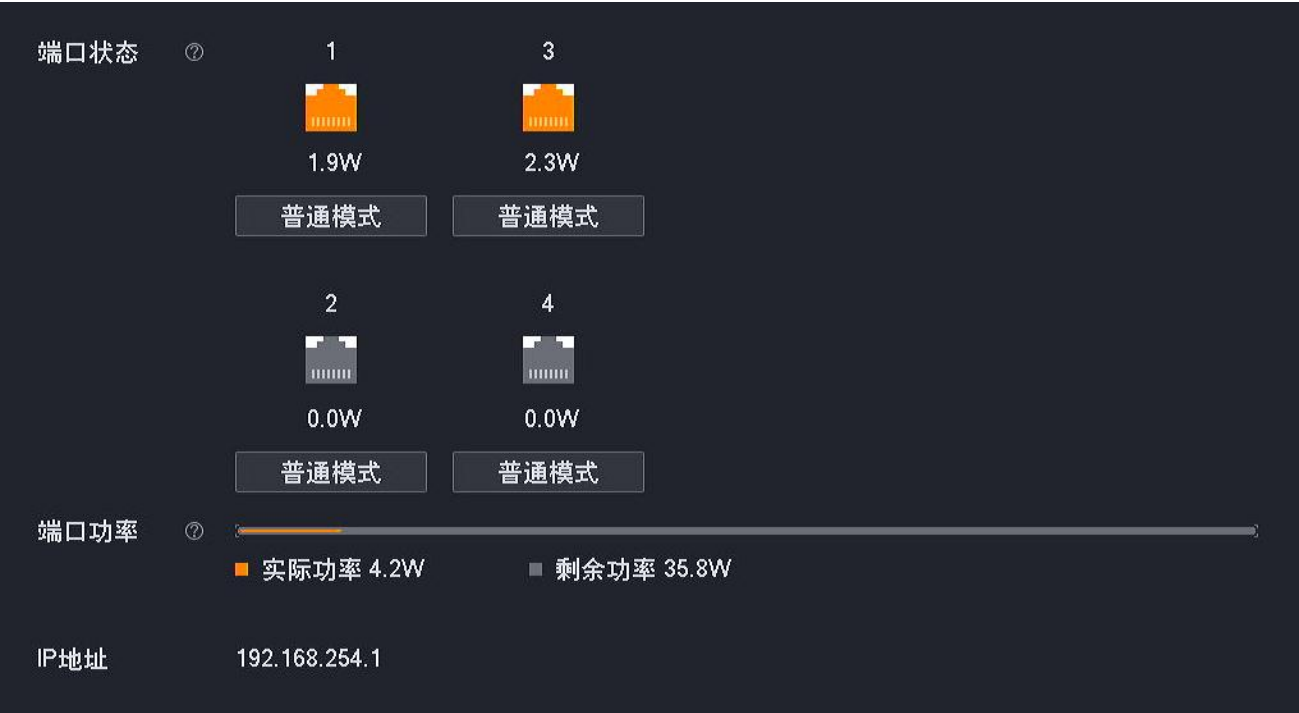 端口状态 1 3
1.9W 2.3W
普通模式 普通模式
2 4
0.0W 0.0W
普通模式 普通模式
端口功率
实际功率 4.2W 剩余功率 35.8W
IP地址 192.168.254.1